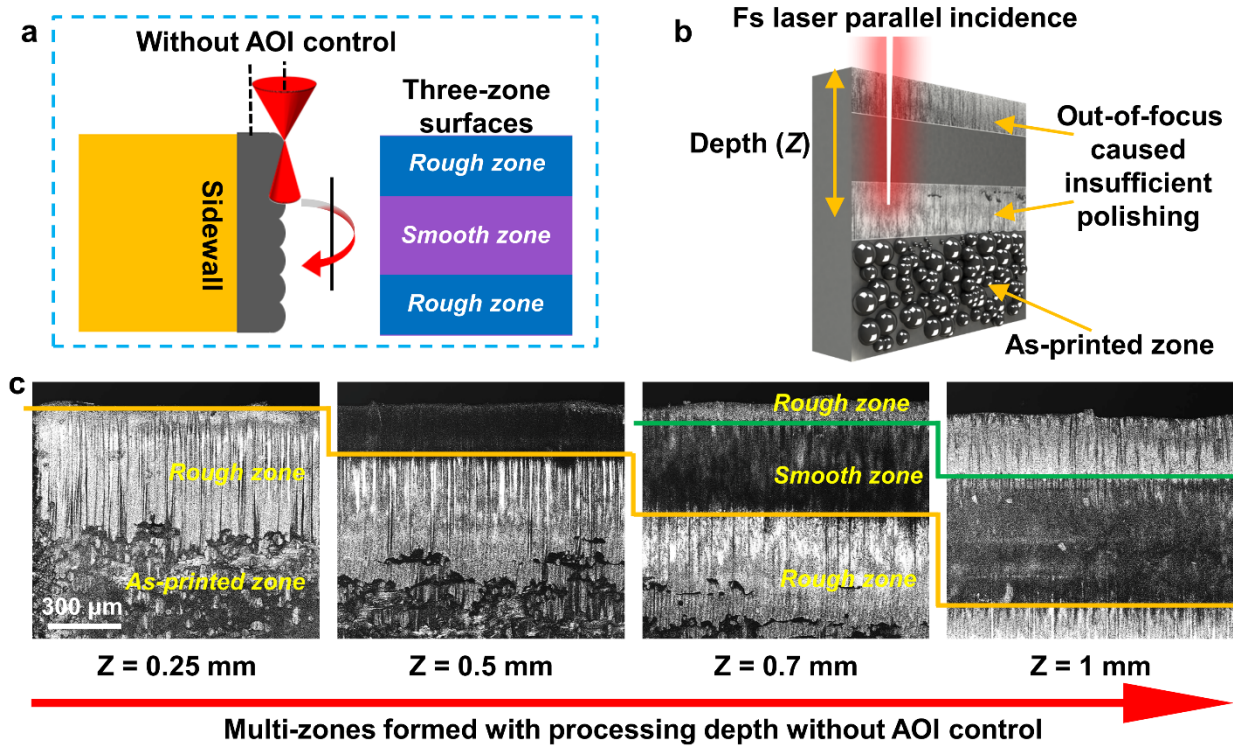 a
Without AOI control
Sidewall
Three-zone
surfaces
Rough zone
Smooth zone
Rough zone
b
Fs laser parallel incidence
Depth (Z)
Out-of-focus
caused
insufficient
polishing
As-printed zone
c
Rough zone
As-printed zone
300 µm
Rough zone
Smooth zone
Rough zone
Z = 0.25 mm
Z = 0.5 mm
Z = 0.7 mm
Z = 1 mm
Multi-zones formed with processing depth without AOI control